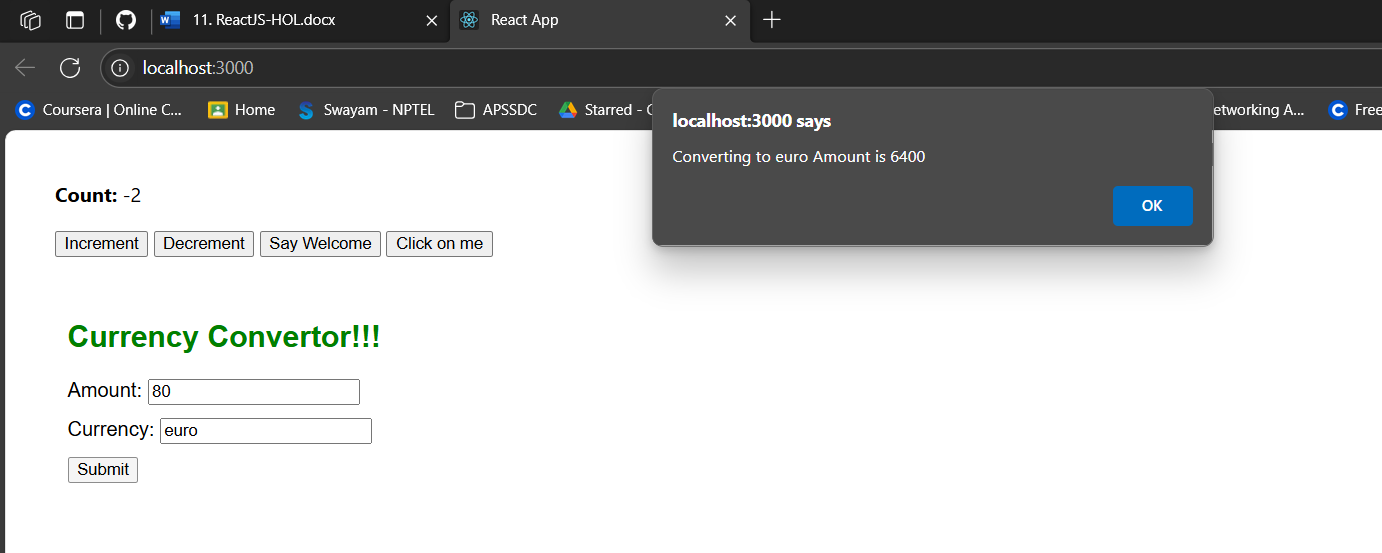 11. ReactJS-HOL.docx
React App
localhost:3000
Coursera | Online C...
Home
Swayam - NPTEL
APSSDC
Starred - G
etworking A...
Free
localhost:3000 says
Converting to euro Amount is 6400
OK
Count: -2
Increment
Decrement
Say Welcome
Click on me
Currency Convertor!!!
Amount: 80
Currency: euro
Submit